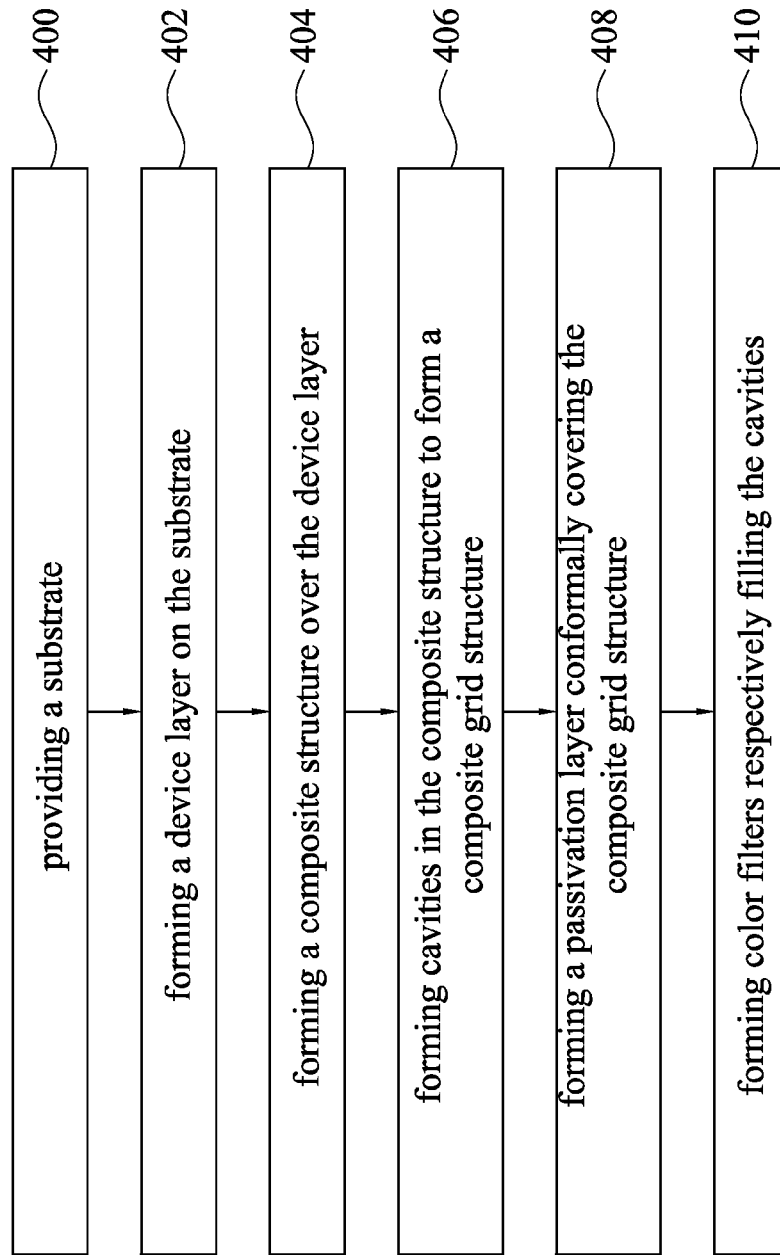 providing a substrate
400
forming a device layer on the substrate
402
forming a composite structure over the device layer
404
forming cavities in the composite structure to form a
composite grid structure
406
forming a passivation layer conformally covering the
composite grid structure
408
forming color filters respectively filling the cavities
410